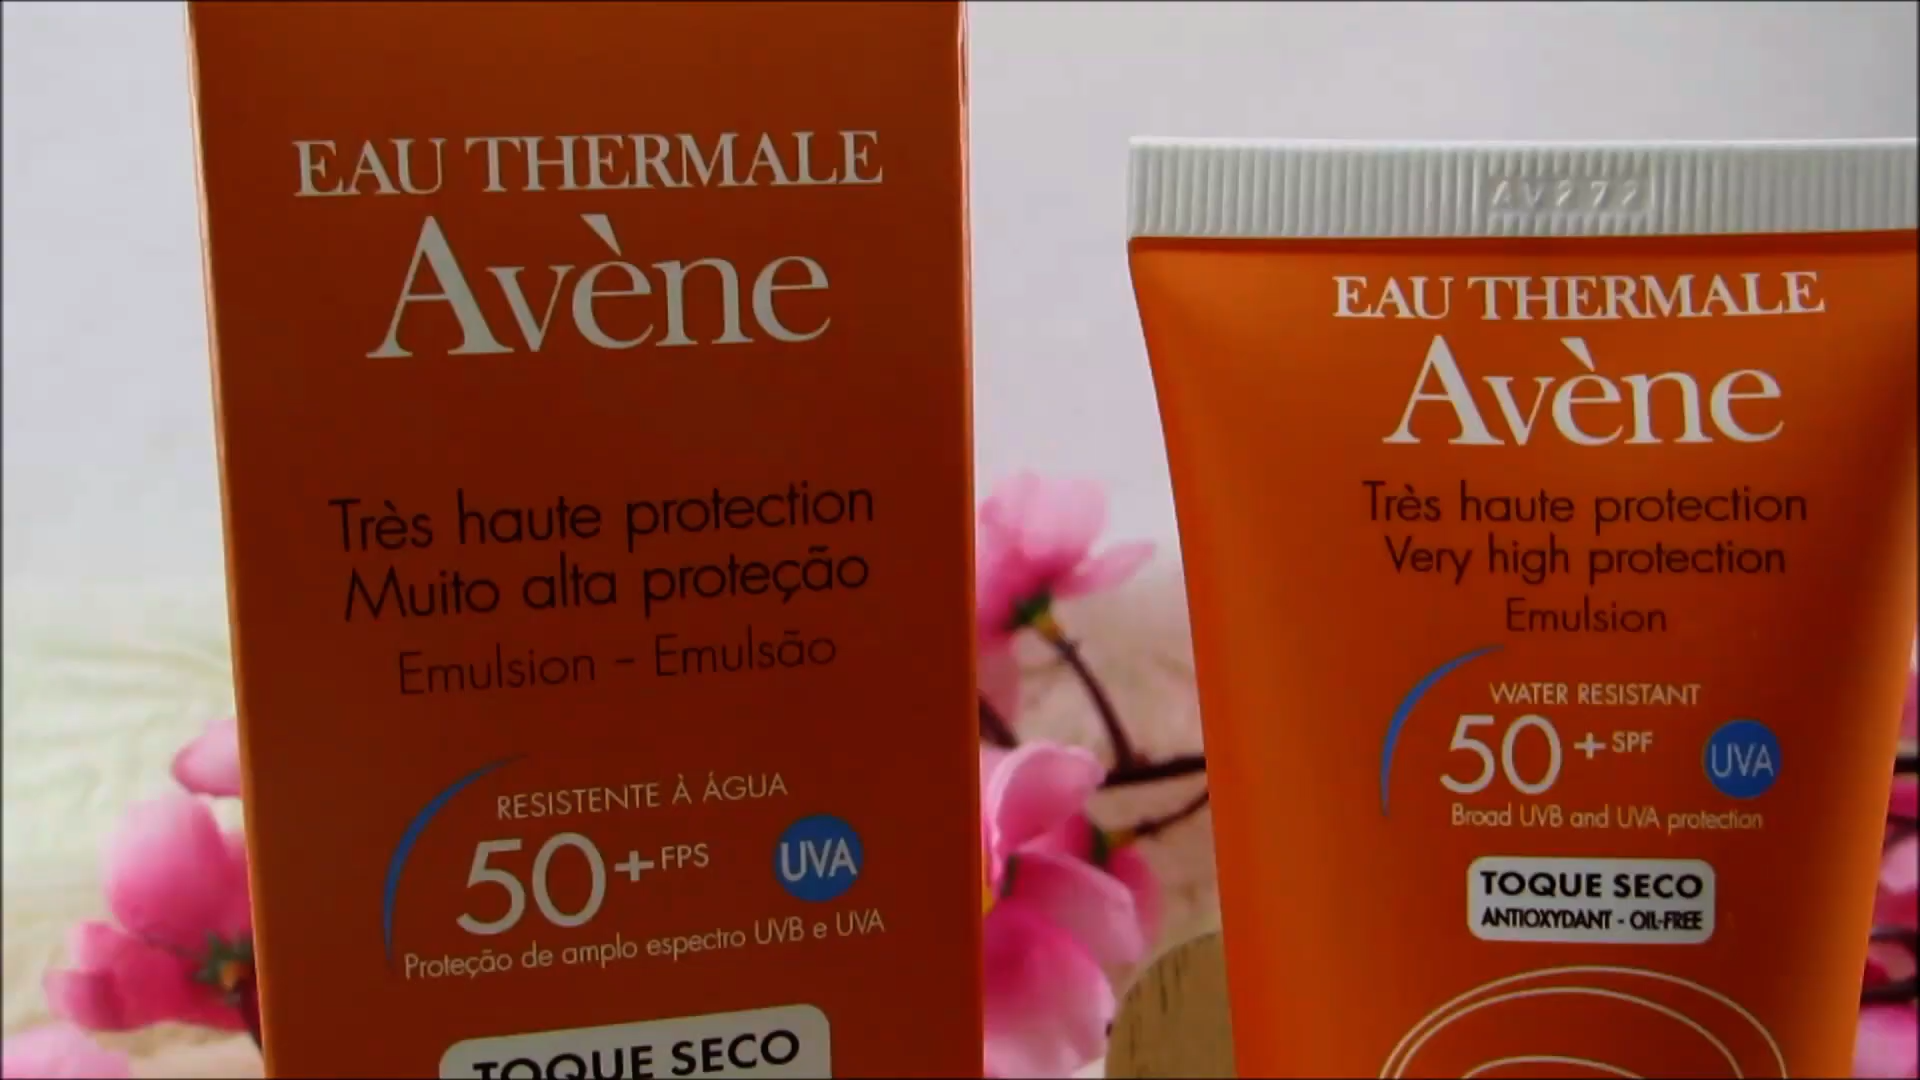 EAU THERMALE
Avène
Très haute protection
Muito alta proteção
Emulsion - Emulsão
RESISTENTE À ÁGUA
50+ FPS
UVA
Proteção de amplo espectro UVB e UVA
TOQUE SECO
AV272
EAU THERMALE
Avène
Très haute protection
Very high protection
Emulsion
WATER RESISTANT
50+ SPF
UVA
Broad UVB and UVA protection
TOQUE SECO
ANTIOXYDANT - OIL-FREE